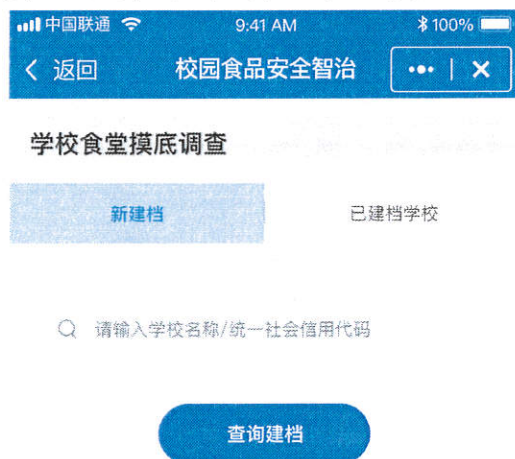 中国联通 9:41 AM 100%
返回 校园食品安全智治
学校食堂摸底调查
新建档 已建档学校
请输入学校名称/统一社会信用代码
查询建档